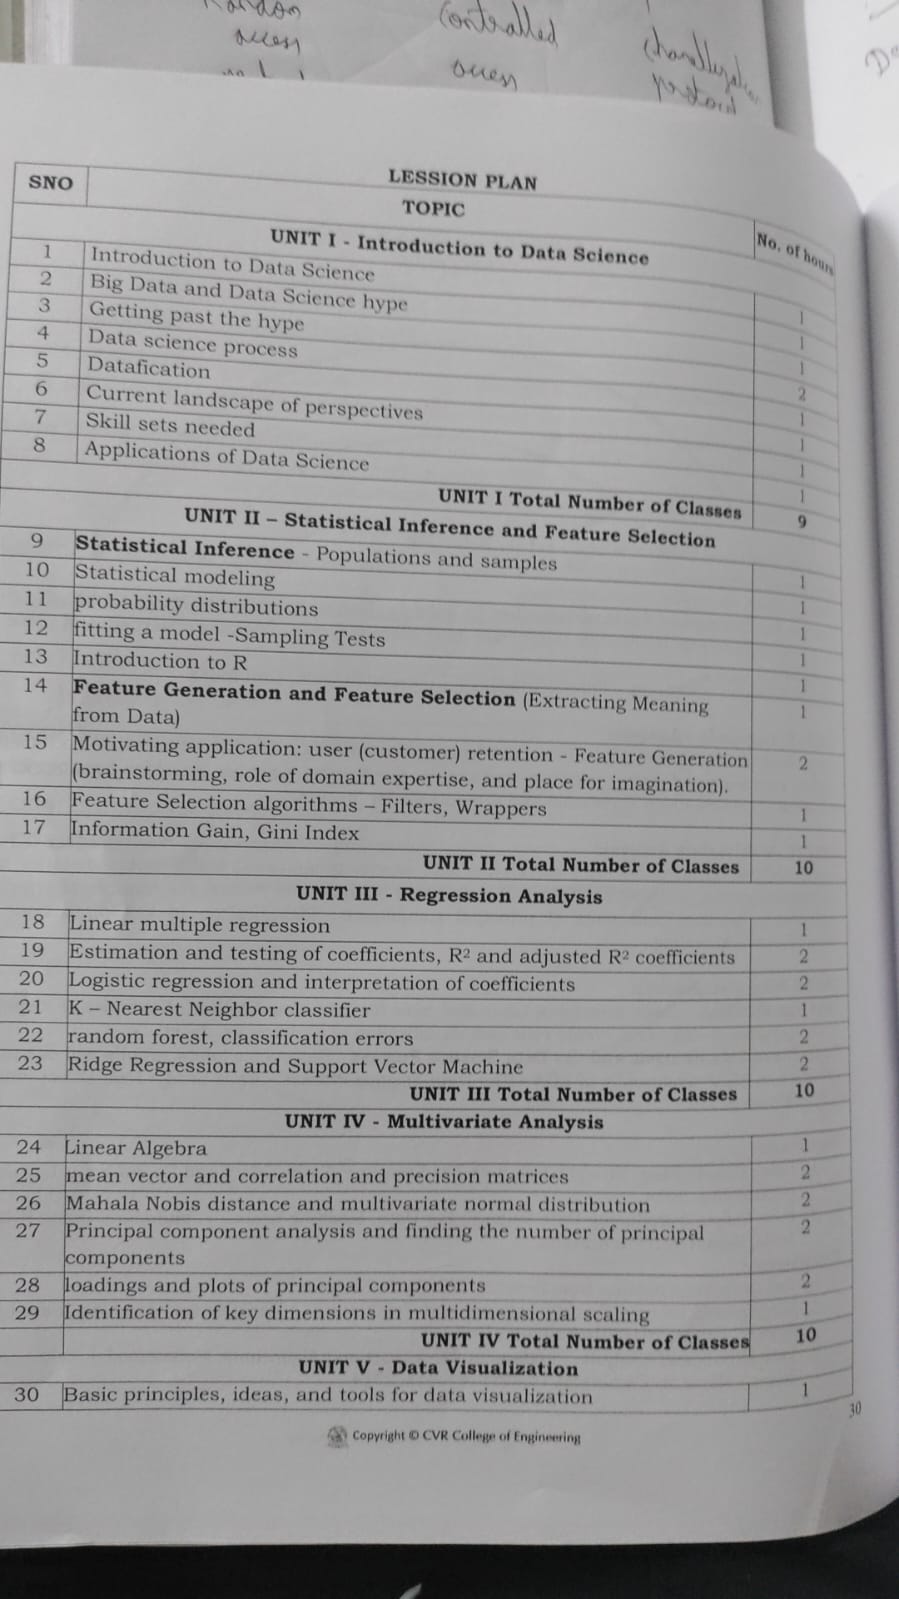 Random Controlled
access access Channelization
protocol
LESSION PLAN
SNO TOPIC No. of hours
UNIT I - Introduction to Data Science
1 Introduction to Data Science 1
2 Big Data and Data Science hype 1
3 Getting past the hype 1
4 Data science process 2
5 Datafication 1
6 Current landscape of perspectives 1
7 Skill sets needed 1
8 Applications of Data Science 1
UNIT I Total Number of Classes 9
UNIT II – Statistical Inference and Feature Selection
9 Statistical Inference - Populations and samples 1
10 Statistical modeling 1
11 probability distributions 1
12 fitting a model -Sampling Tests 1
13 Introduction to R 1
14 Feature Generation and Feature Selection (Extracting Meaning 1
from Data)
15 Motivating application: user (customer) retention - Feature Generation 2
(brainstorming, role of domain expertise, and place for imagination).
16 Feature Selection algorithms – Filters, Wrappers 1
17 Information Gain, Gini Index 1
UNIT II Total Number of Classes 10
UNIT III - Regression Analysis
18 Linear multiple regression 1
19 Estimation and testing of coefficients, R² and adjusted R² coefficients 2
20 Logistic regression and interpretation of coefficients 2
21 K – Nearest Neighbor classifier 1
22 random forest, classification errors 2
23 Ridge Regression and Support Vector Machine 2
UNIT III Total Number of Classes 10
UNIT IV - Multivariate Analysis
24 Linear Algebra 1
25 mean vector and correlation and precision matrices 2
26 Mahala Nobis distance and multivariate normal distribution 2
27 Principal component analysis and finding the number of principal 2
components
28 loadings and plots of principal components 2
29 Identification of key dimensions in multidimensional scaling 1
UNIT IV Total Number of Classes 10
UNIT V - Data Visualization
30 Basic principles, ideas, and tools for data visualization 1
30
Copyright © CVR College of Engineering